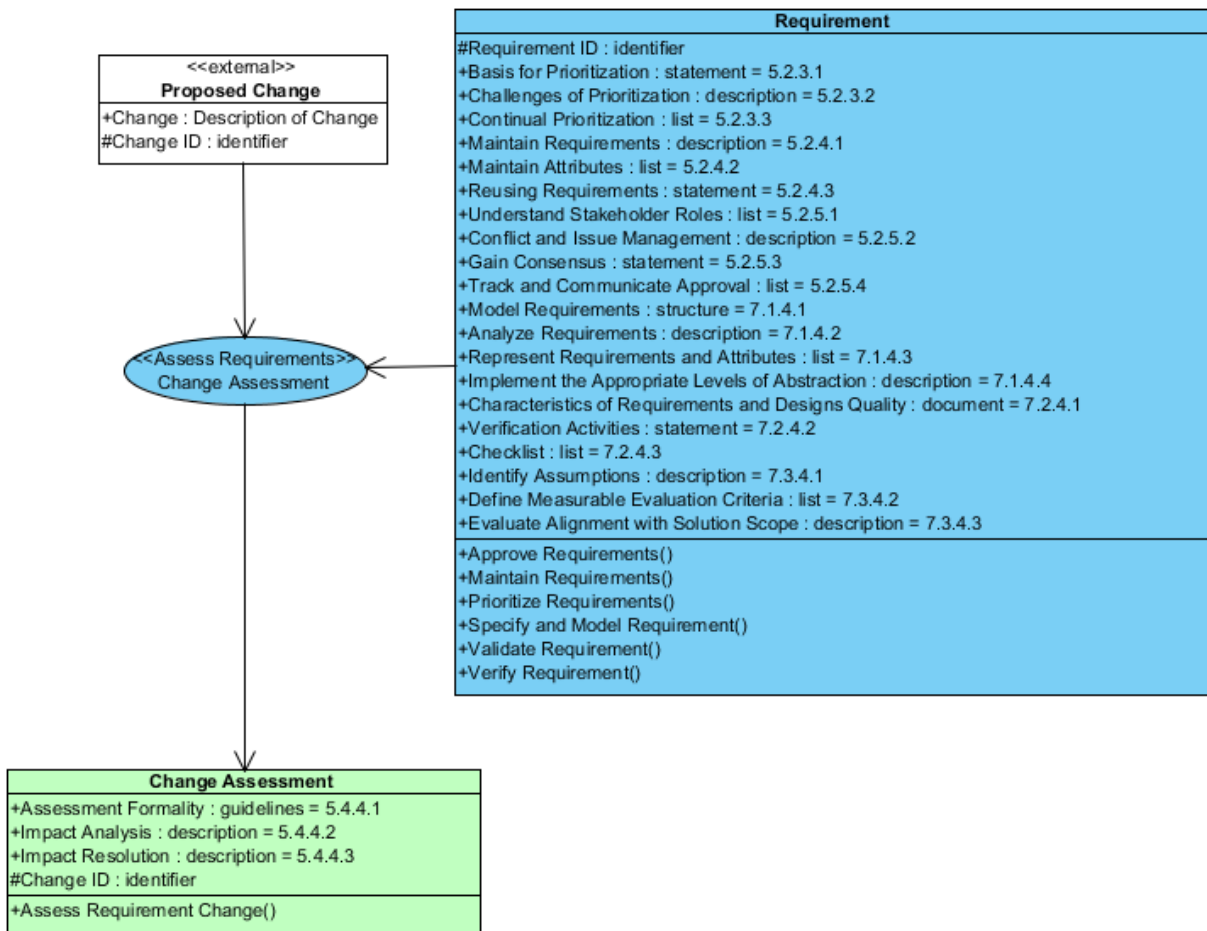 <<external>>
Proposed Change
+Change : Description of Change
#Change ID : identifier
Requirement
#Requirement ID : identifier
+Basis for Prioritization : statement = 5.2.3.1
+Challenges of Prioritization : description = 5.2.3.2
+Continual Prioritization : list = 5.2.3.3
+Maintain Requirements : description = 5.2.4.1
+Maintain Attributes : list = 5.2.4.2
+Reusing Requirements : statement = 5.2.4.3
+Understand Stakeholder Roles : list = 5.2.5.1
+Conflict and Issue Management : description = 5.2.5.2
+Gain Consensus : statement = 5.2.5.3
+Track and Communicate Approval : list = 5.2.5.4
+Model Requirements : structure = 7.1.4.1
+Analyze Requirements : description = 7.1.4.2
+Represent Requirements and Attributes : list = 7.1.4.3
+Implement the Appropriate Levels of Abstraction : description = 7.1.4.4
+Characteristics of Requirements and Designs Quality : document = 7.2.4.1
+Verification Activities : statement = 7.2.4.2
+Checklist : list = 7.2.4.3
+Identify Assumptions : description = 7.3.4.1
+Define Measurable Evaluation Criteria : list = 7.3.4.2
+Evaluate Alignment with Solution Scope : description = 7.3.4.3
+Approve Requirements()
+Maintain Requirements()
+Prioritize Requirements()
+Specify and Model Requirement()
+Validate Requirement()
+Verify Requirement()
<<Assess Requirements>>
Change Assessment
Change Assessment
+Assessment Formality : guidelines = 5.4.4.1
+Impact Analysis : description = 5.4.4.2
+Impact Resolution : description = 5.4.4.3
#Change ID : identifier
+Assess Requirement Change()